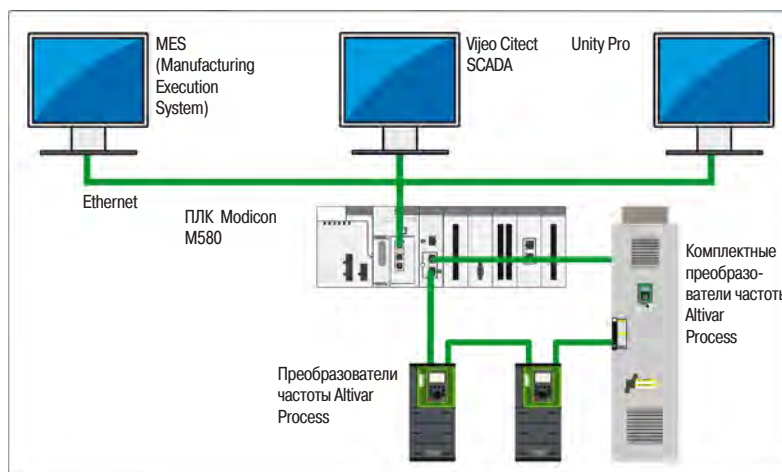 MES
(Manufacturing
Execution
System)
Vijeo Citect
SCADA
Unity Pro
Ethernet
ПЛК Modicon
M580
Комплектные
преобразо-
ватели частоты
Altivar
Process
Преобразователи
частоты Altivar
Process